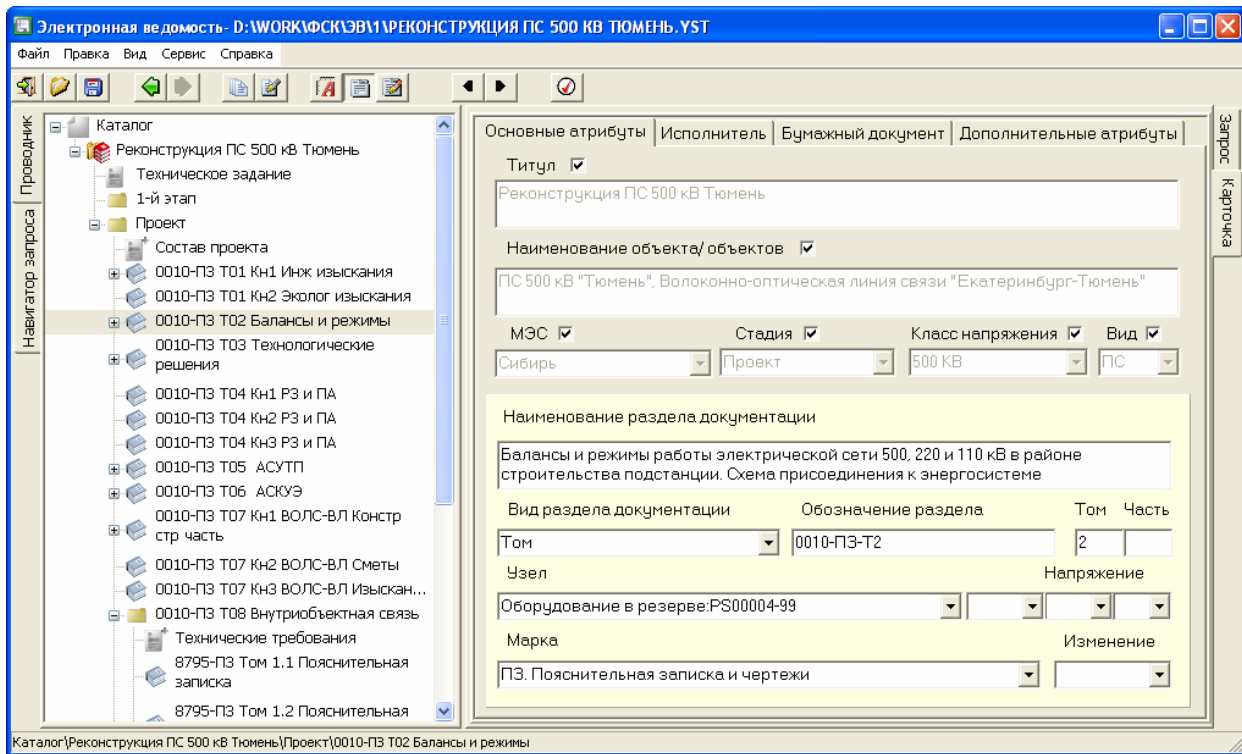 Электронная ведомость- D:\WORK\ФСК\ЭВ\1\РЕКОНСТРУКЦИЯ ПС 500 КВ ТЮМЕНЬ.YST
Файл Правка Вид Сервис Справка
Проводник
Навигатор запроса
Каталог
Реконструкция ПС 500 кВ Тюмень
Техническое задание
1-й этап
Проект
Состав проекта
0010-ПЗ Т01 Кн1 Инж изыскания
0010-ПЗ Т01 Кн2 Эколог изыскания
0010-ПЗ Т02 Балансы и режимы
0010-ПЗ Т03 Технологические
решения
0010-ПЗ Т04 Кн1 РЗ и ПА
0010-ПЗ Т04 Кн2 РЗ и ПА
0010-ПЗ Т04 Кн3 РЗ и ПА
0010-ПЗ Т05 АСУТП
0010-ПЗ Т06 АСКУЭ
0010-ПЗ Т07 Кн1 ВОЛС-ВЛ Констр
стр часть
0010-ПЗ Т07 Кн2 ВОЛС-ВЛ Сметы
0010-ПЗ Т07 Кн3 ВОЛС-ВЛ Изыскан...
0010-ПЗ Т08 Внутриобъектная связь
Технические требования
8795-ПЗ Том 1.1 Пояснительная
записка
8795-ПЗ Том 1.2 Пояснительная
Основные атрибуты Исполнитель Бумажный документ Дополнительные атрибуты
Титул
Реконструкция ПС 500 кВ Тюмень
Наименование объекта/ объектов
ПС 500 кВ "Тюмень", Волоконно-оптическая линия связи "Екатеринбург-Тюмень"
МЭС Стадия Класс напряжения Вид
Сибирь Проект 500 КВ ПС
Наименование раздела документации
Балансы и режимы работы электрической сети 500, 220 и 110 кВ в районе
строительства подстанции. Схема присоединения к энергосистеме
Вид раздела документации Обозначение раздела Том Часть
Том 0010-ПЗ-Т2 2
Узел Напряжение
Оборудование в резерве:PS00004-99
Марка Изменение
ПЗ. Пояснительная записка и чертежи
Запрос
Карточка
Каталог\Реконструкция ПС 500 кВ Тюмень\Проект\0010-ПЗ Т02 Балансы и режимы